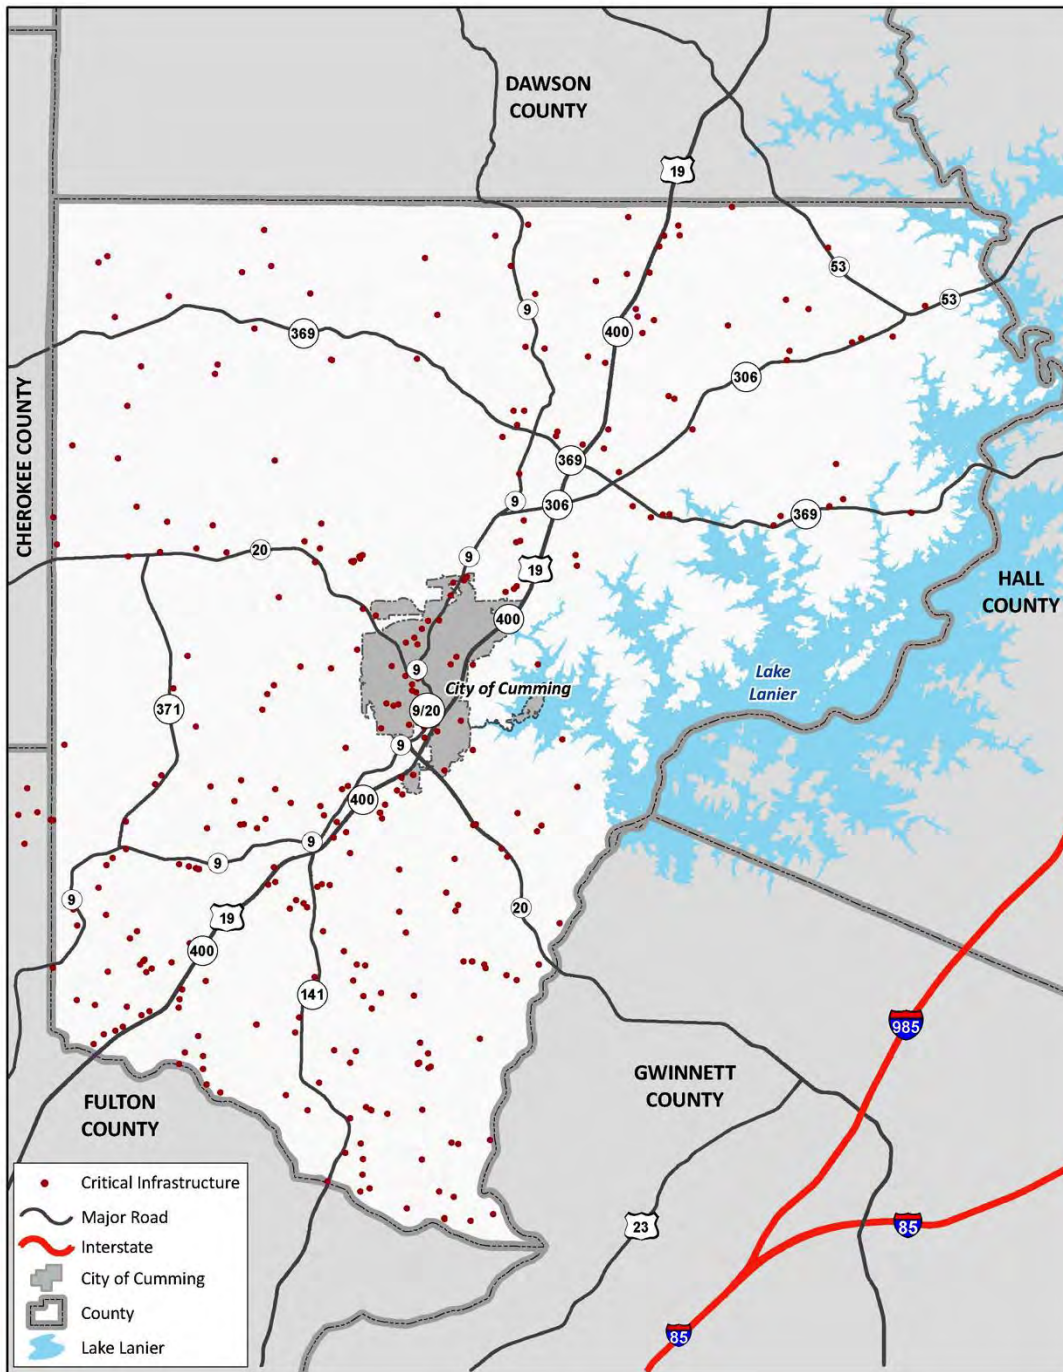 DAWSON
COUNTY
19
53
9
53
369
400
306
CHEROKEE COUNTY
369
9
306
369
20
9
19
HALL
COUNTY
400
9
Lake
Lanier
City of Cumming
371
9/20
9
400
9
9
9
20
19
400
141
985
GWINNETT
COUNTY
FULTON
COUNTY
23
85
85
Critical Infrastructure
Major Road
Interstate
City of Cumming
County
Lake Lanier